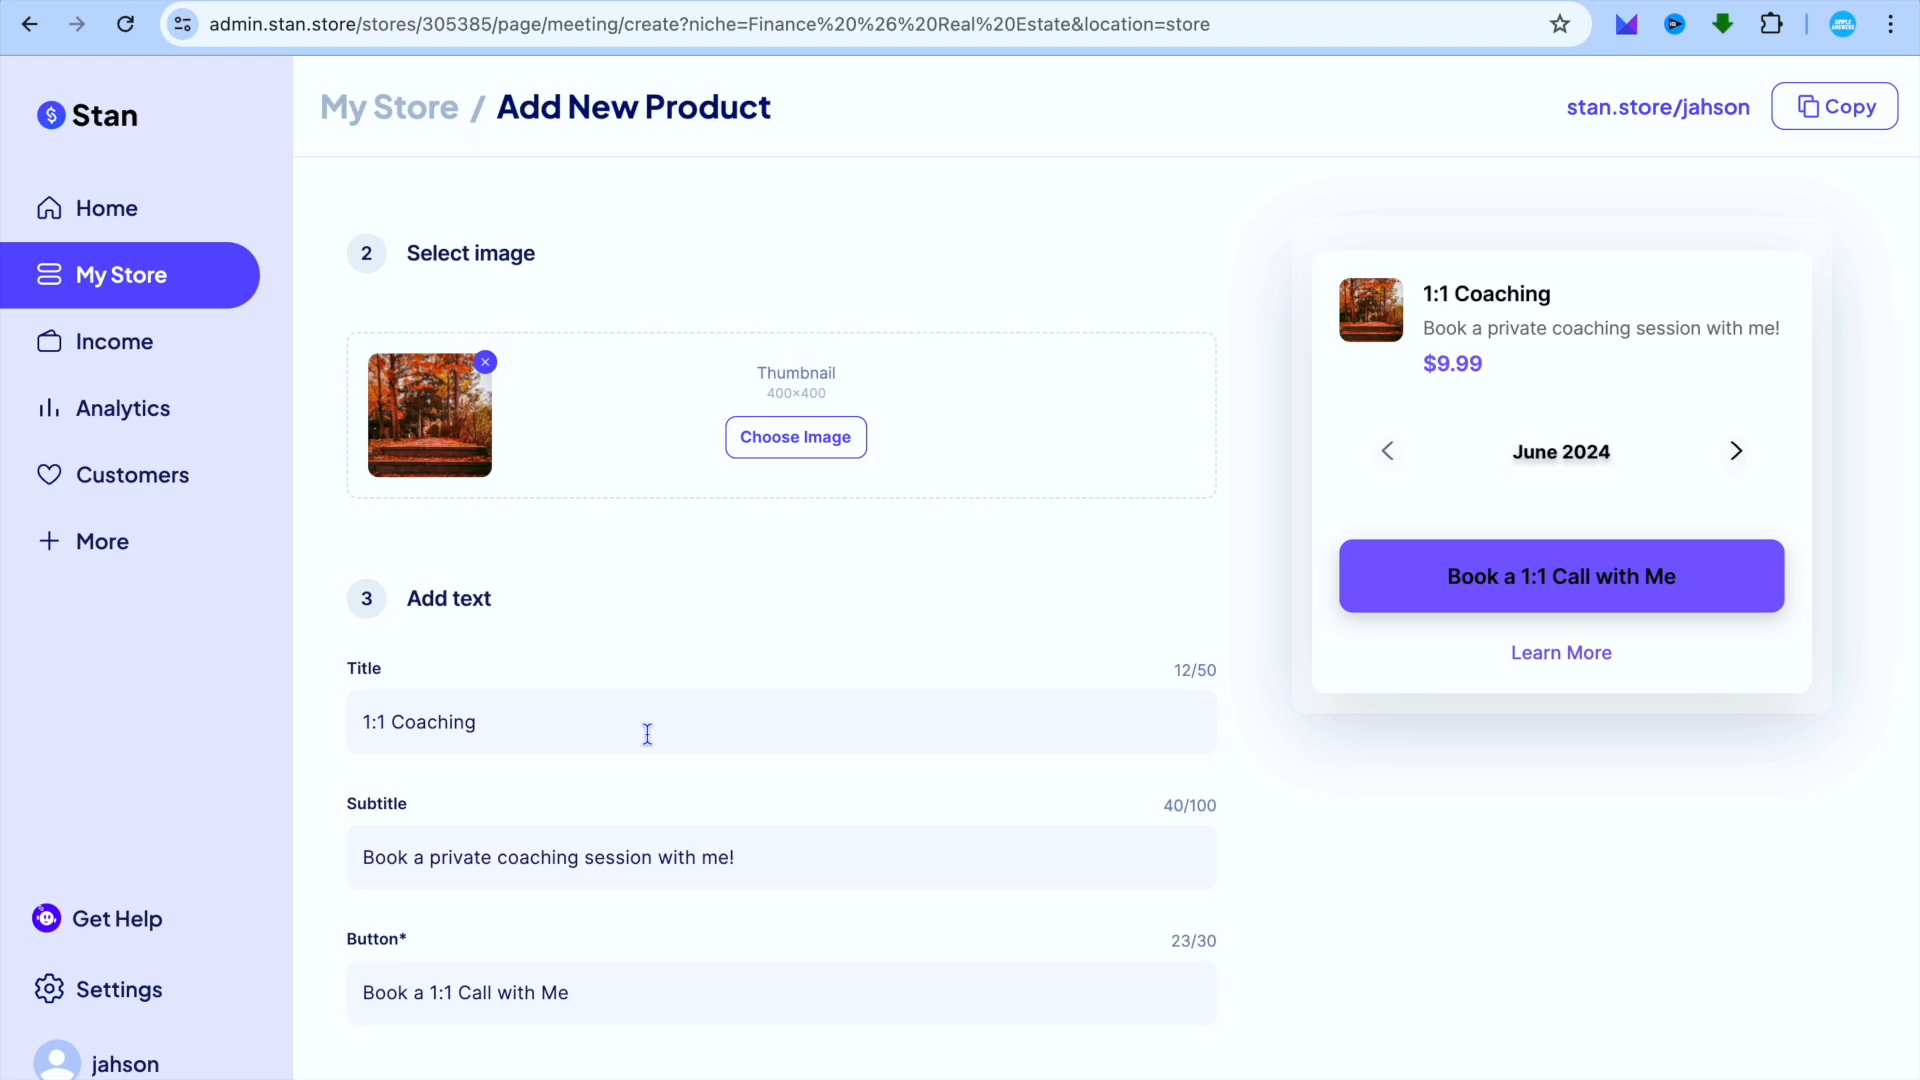 admin.stan.store/stores/305385/page/meeting/create?niche=Finance%20%26%20Real%20Estate&location=store
Stan
Home
My Store
Income
Analytics
Customers
More
Get Help
Settings
jahson
My Store / Add New Product
stan.store/jahson
Copy
2 Select image
Thumbnail
400×400
Choose Image
3 Add text
Title 12/50
1:1 Coaching
Subtitle 40/100
Book a private coaching session with me!
Button* 23/30
Book a 1:1 Call with Me
1:1 Coaching
Book a private coaching session with me!
$9.99
June 2024
Book a 1:1 Call with Me
Learn More